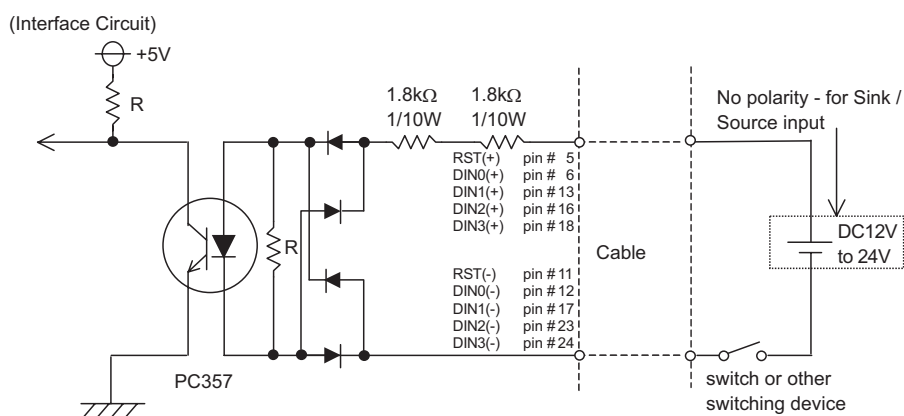 (Interface Circuit)
+5V
R
1.8kΩ
1/10W
1.8kΩ
1/10W
No polarity - for Sink /
Source input
RST(+) pin # 5
DIN0(+) pin # 6
DIN1(+) pin #13
DIN2(+) pin #16
DIN3(+) pin #18
R
Cable
DC12V
to 24V
RST(-) pin #11
DIN0(-) pin #12
DIN1(-) pin #17
DIN2(-) pin #23
DIN3(-) pin #24
PC357
switch or other
switching device